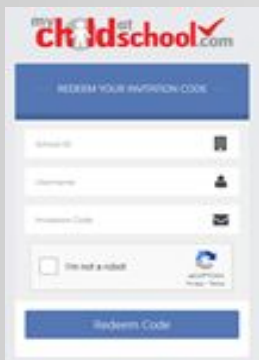 my child at school.com
REDEEM YOUR INVITATION CODE
School ID
Username
Invitation Code
I'm not a robot
reCAPTCHA
Privacy - Terms
Redeem Code